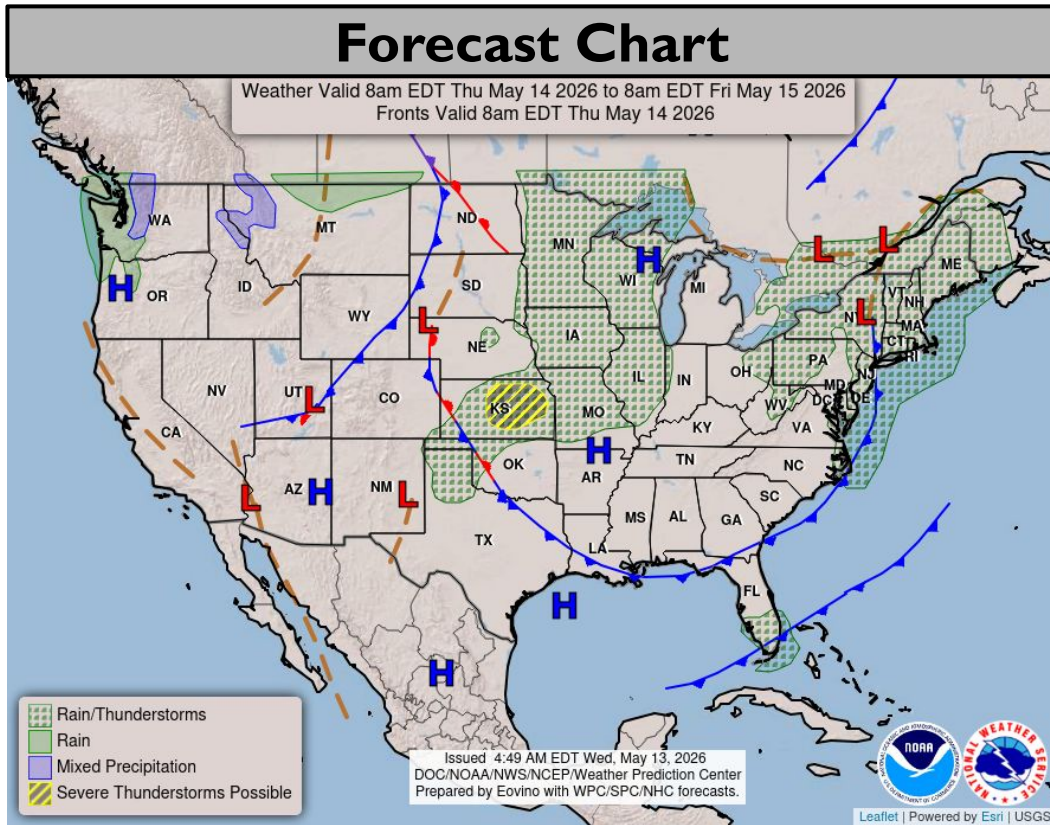 Forecast Chart
Weather Valid 8am EDT Thu May 14 2026 to 8am EDT Fri May 15 2026
Fronts Valid 8am EDT Thu May 14 2026
WA
MT
ND
MN
ME
L
L
H
OR
ID
SD
WI
H
MI
VT
NH
WY
L
NY
L
MA
CT
RI
NE
IA
PA
NJ
NV
UT
L
CO
KS
MO
IL
IN
OH
WV
MD
DC
DE
VA
CA
KY
H
TN
NC
L
AZ
H
NM
L
OK
AR
SC
TX
LA
MS
AL
GA
H
FL
H
Rain/Thunderstorms
Rain
Mixed Precipitation
Severe Thunderstorms Possible
Issued 4:49 AM EDT Wed, May 13, 2026
DOC/NOAA/NWS/NCEP/Weather Prediction Center
Prepared by Eovino with WPC/SPC/NHC forecasts.
NOAA
NATIONAL WEATHER SERVICE
Leaflet | Powered by Esri | USGS